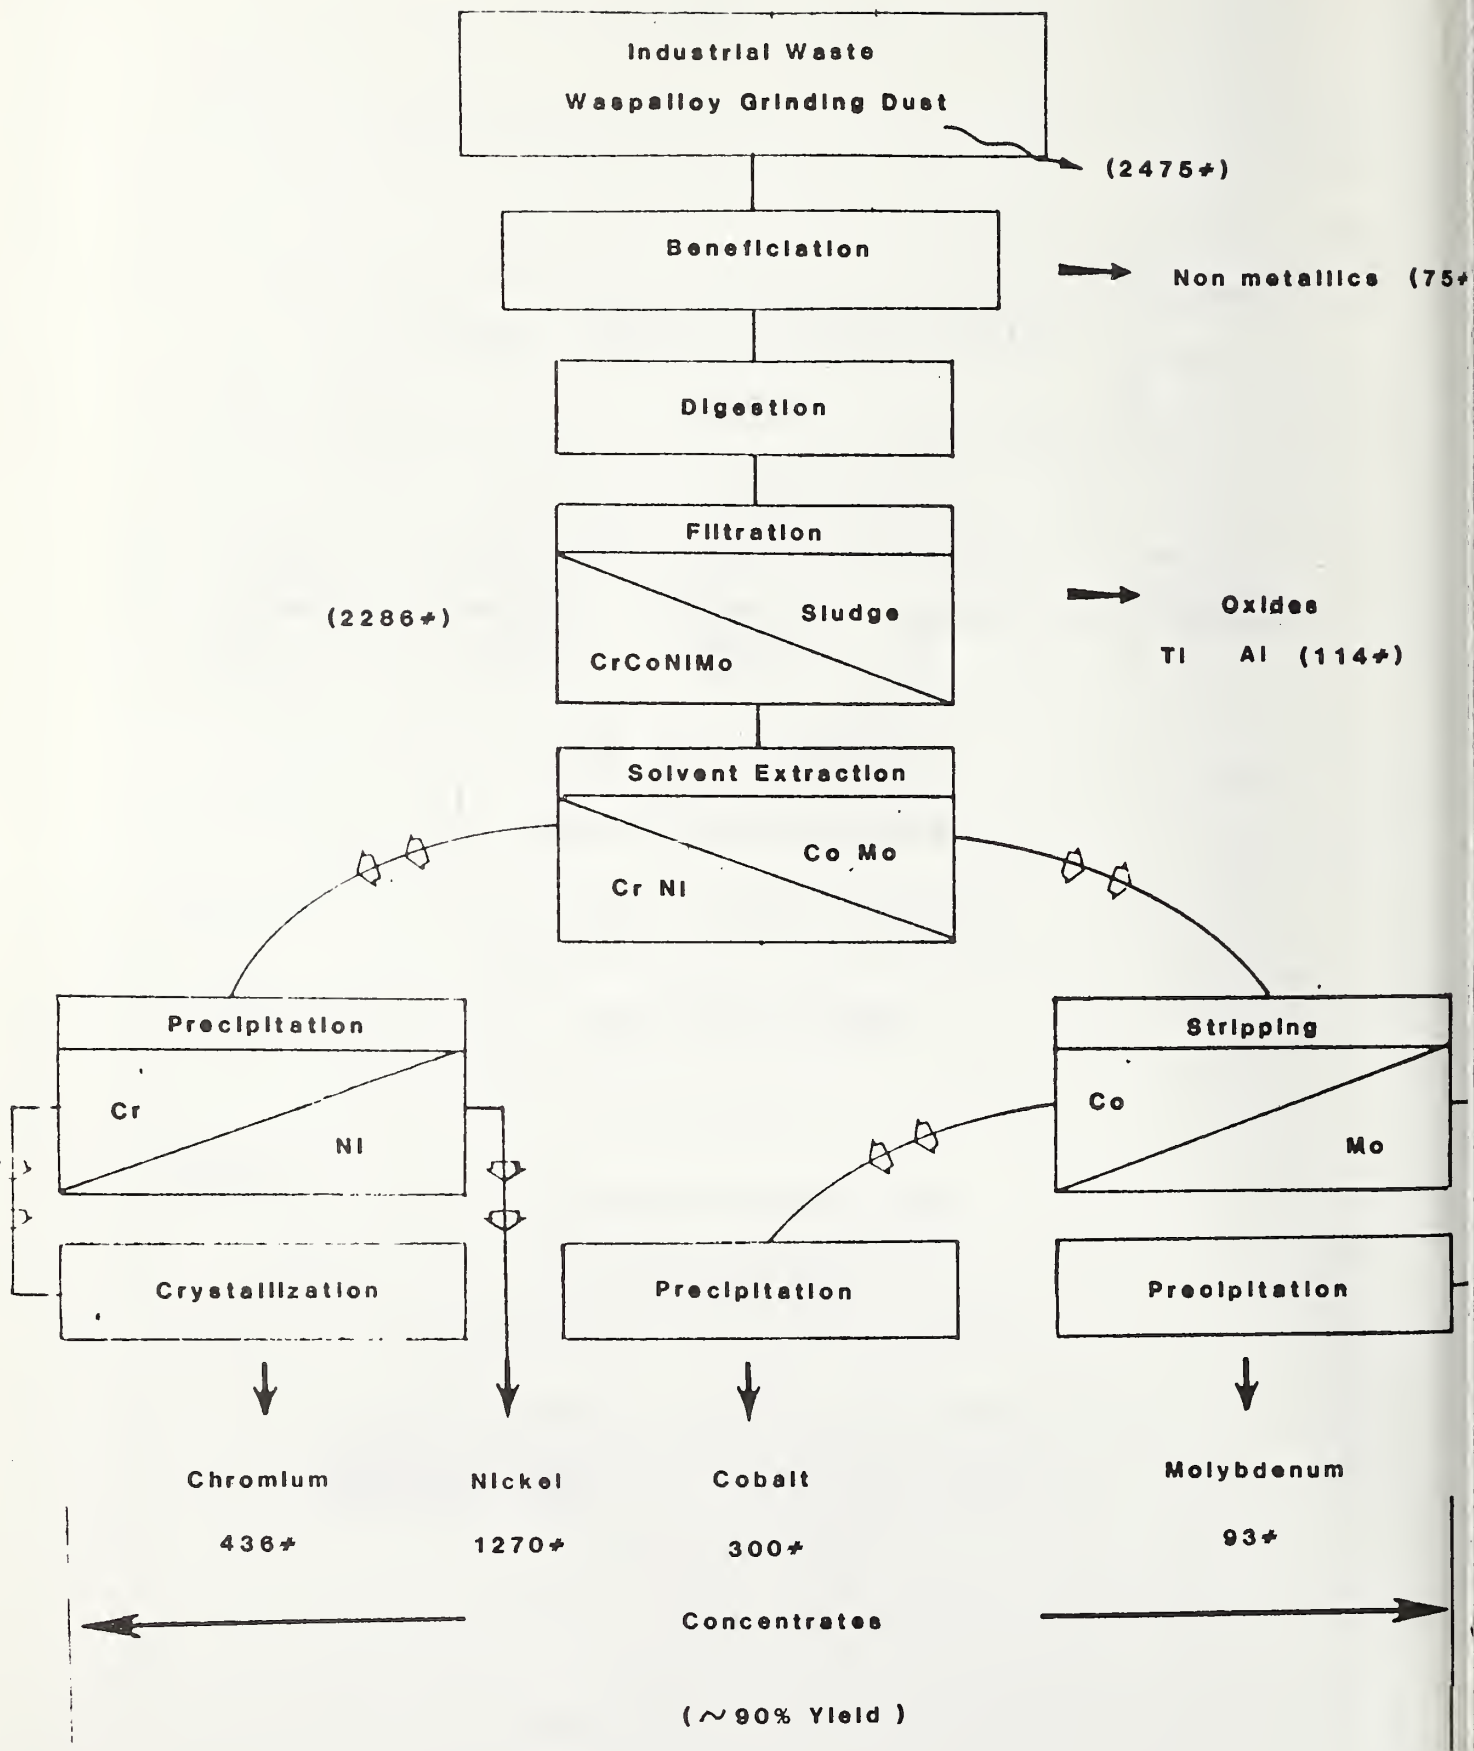 Industrial Waste
Waspalloy Grinding Dust
(2475#)
Beneficiation
Non metallics (75#
Digestion
Filtration
Sludge
(2286#)
CrCoNiMo
Oxides
Ti Al (114#)
Solvent Extraction
Co Mo
Cr Ni
Precipitation
Cr
Ni
Stripping
Co
Mo
Crystallization
Precipitation
Precipitation
Chromium
Nickel
Cobalt
Molybdenum
436#
1270#
300#
93#
Concentrates
(~90% Yield )